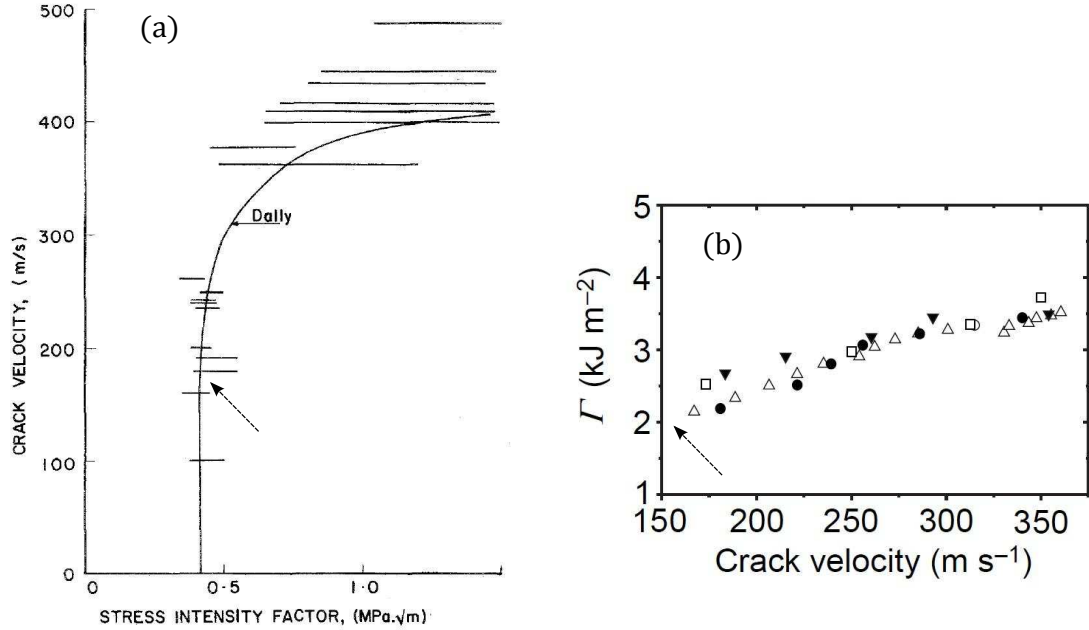 (a)
500
400
300
200
100
0
CRACK VELOCITY, (m/s)
Dally
0 0·5 1·0
STRESS INTENSITY FACTOR, (MPa.√m)
(b)
5
4
3
2
1
Γ (kJ m−2)
150 200 250 300 350
Crack velocity (m s−1)